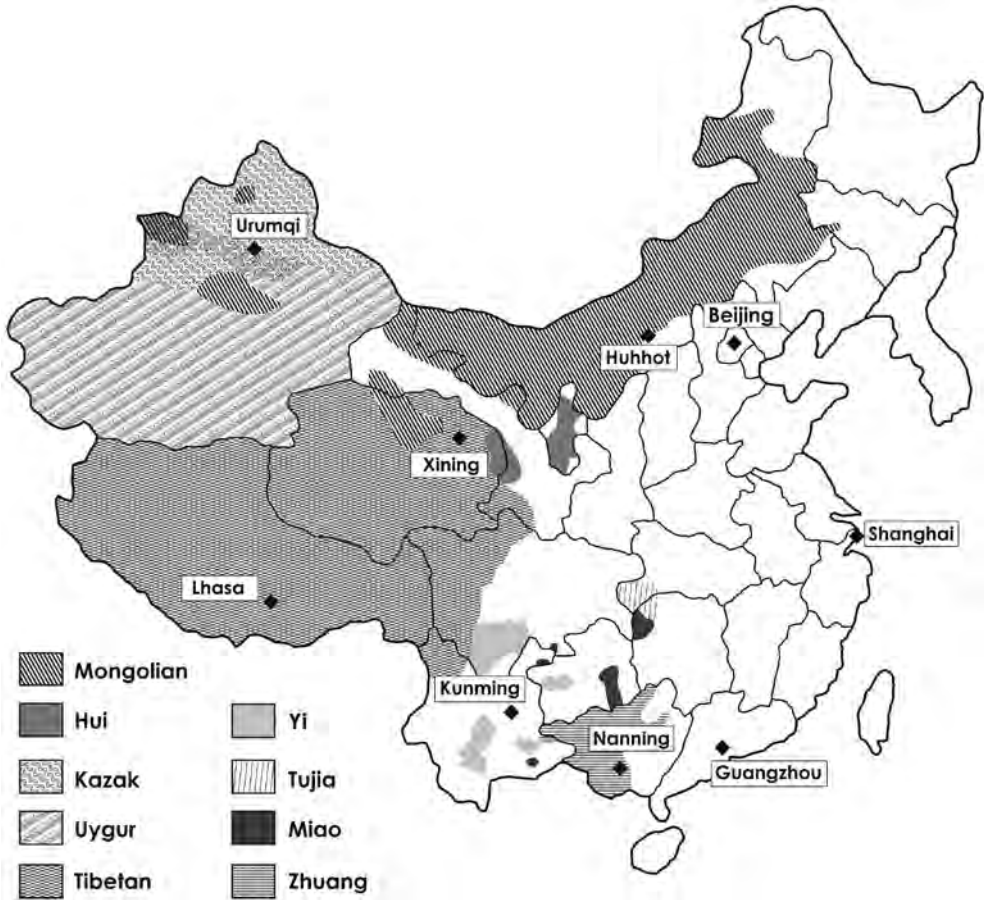 Urumqi
Beijing
Huhhot
Xining
Shanghai
Lhasa
Kunming
Nanning
Guangzhou
Mongolian
Hui
Yi
Kazak
Tujia
Uygur
Miao
Tibetan
Zhuang